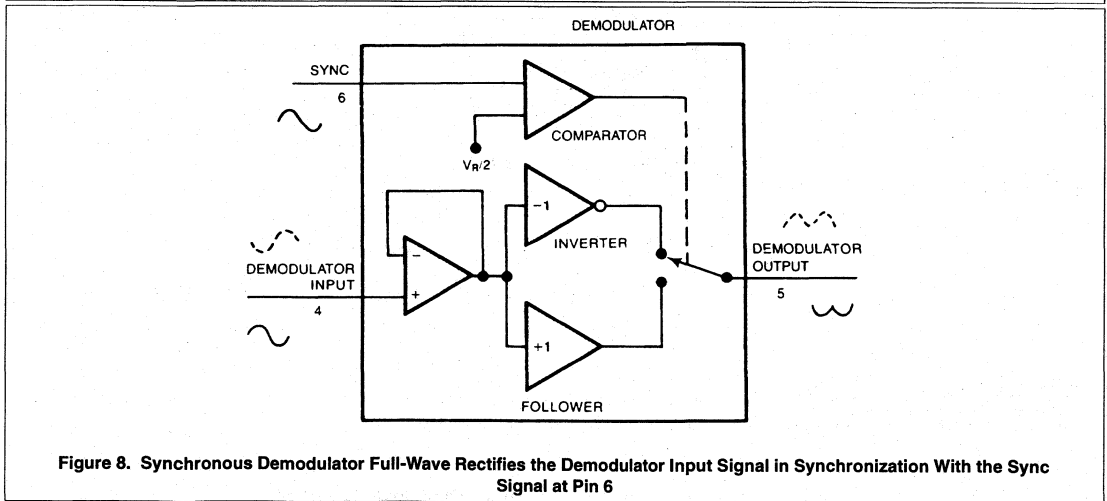 DEMODULATOR
SYNC
6
COMPARATOR
VR/2
−1
INVERTER
DEMODULATOR
INPUT
4
−
+
DEMODULATOR
OUTPUT
5
+1
FOLLOWER
Figure 8. Synchronous Demodulator Full-Wave Rectifies the Demodulator Input Signal in Synchronization With the Sync
Signal at Pin 6